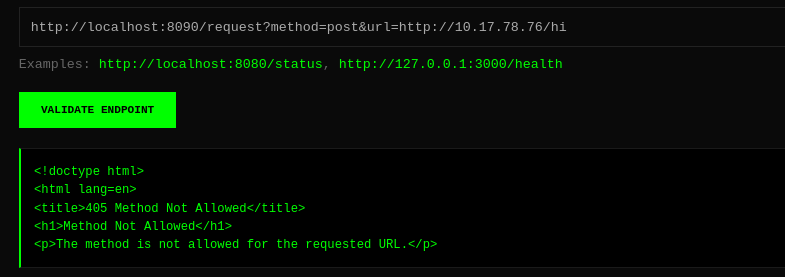 http://localhost:8090/request?method=post&url=http://10.17.78.76/hi
Examples: http://localhost:8080/status, http://127.0.0.1:3000/health
VALIDATE ENDPOINT
<!doctype html>
<html lang=en>
<title>405 Method Not Allowed</title>
<h1>Method Not Allowed</h1>
<p>The method is not allowed for the requested URL.</p>